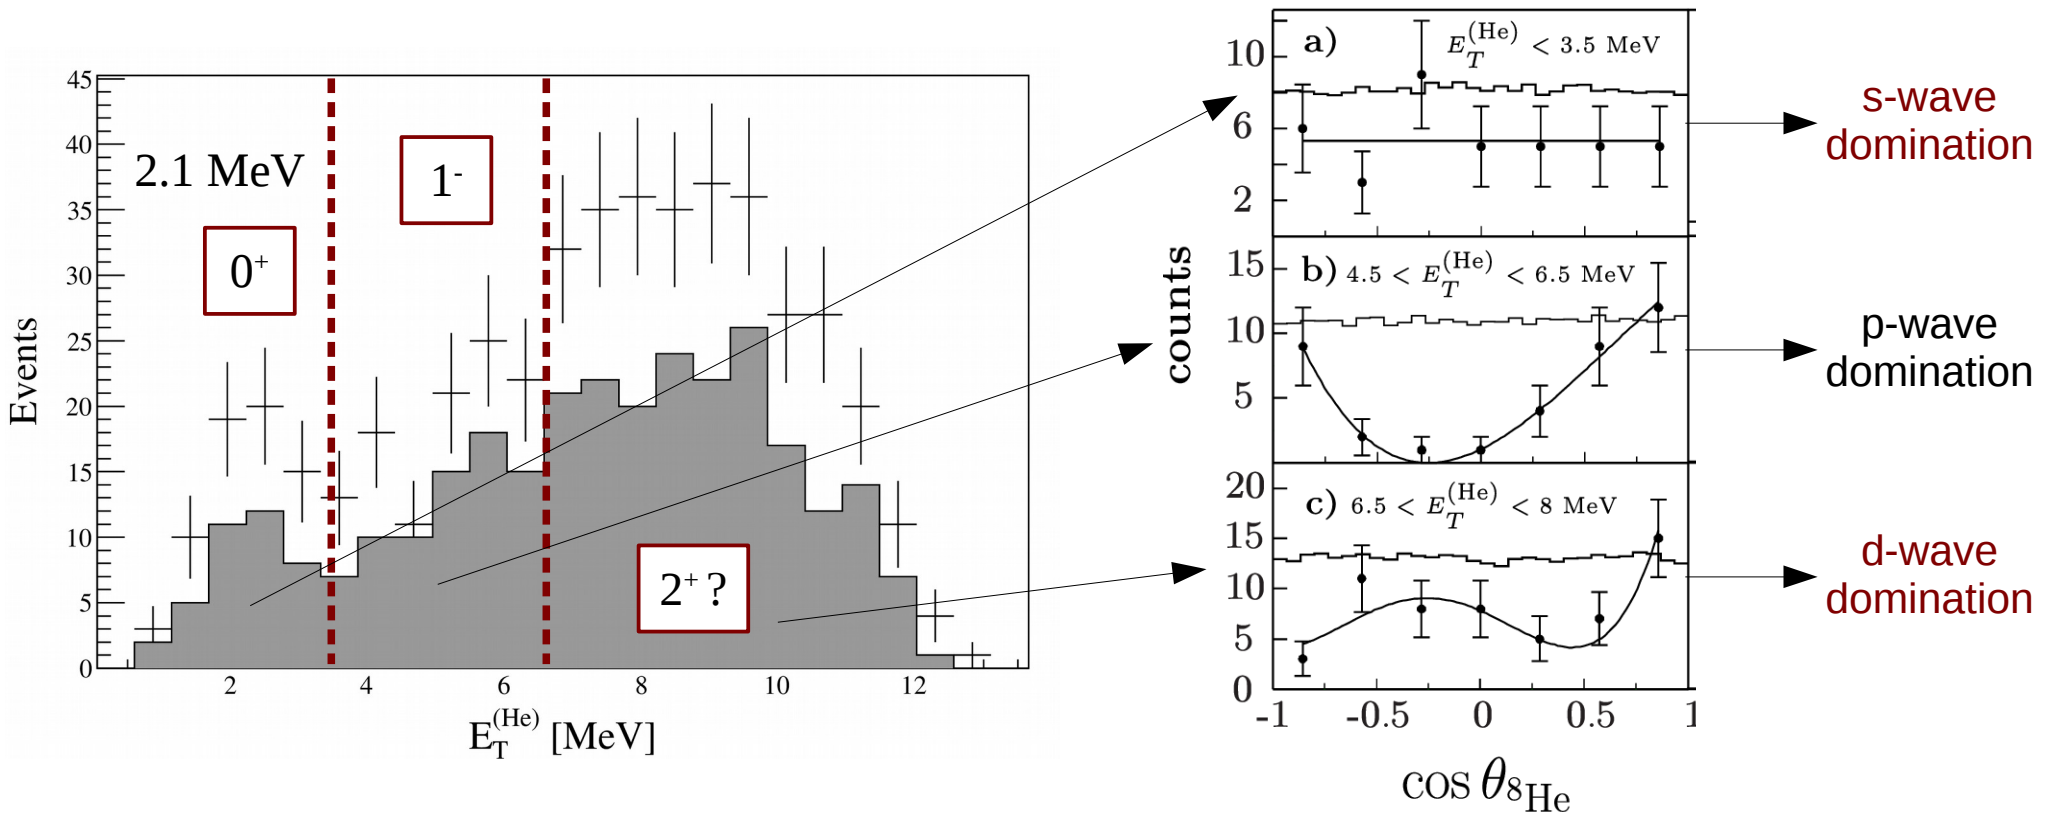 45
40
35
30
25
20
15
10
5
0
Events
2.1 MeV
0+
1-
2+ ?
2 4 6 8 10 12
E_T^(He) [MeV]
counts
10
6
2
a) E_T^(He) < 3.5 MeV
15
10
5
b) 4.5 < E_T^(He) < 6.5 MeV
20
15
10
5
0
c) 6.5 < E_T^(He) < 8 MeV
-1 -0.5 0 0.5 1
cos θ8He
s-wave
domination
p-wave
domination
d-wave
domination